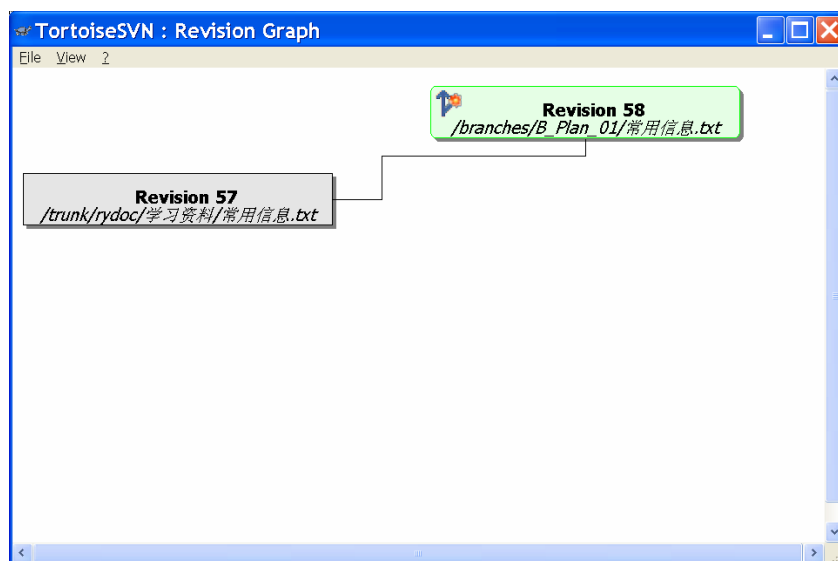 TortoiseSVN : Revision Graph
File View ?
Revision 58
/branches/B_Plan_01/常用信息.txt
Revision 57
/trunk/rydoc/学习资料/常用信息.txt